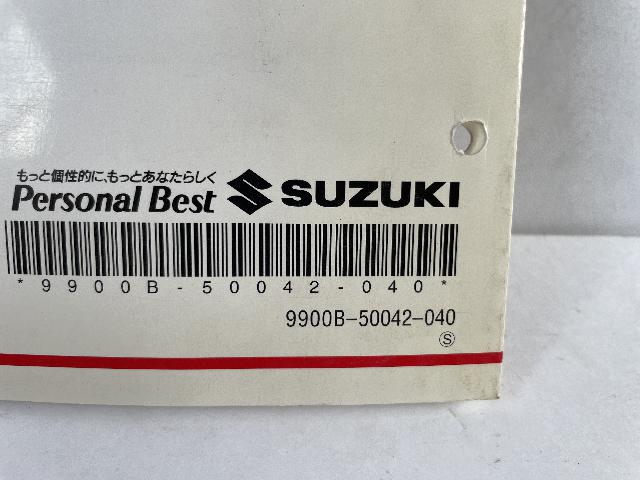 もっと個性的に、もっとあなたらしく
Personal Best SUZUKI
*9900B-50042-040*
9900B-50042-040
Ⓢ